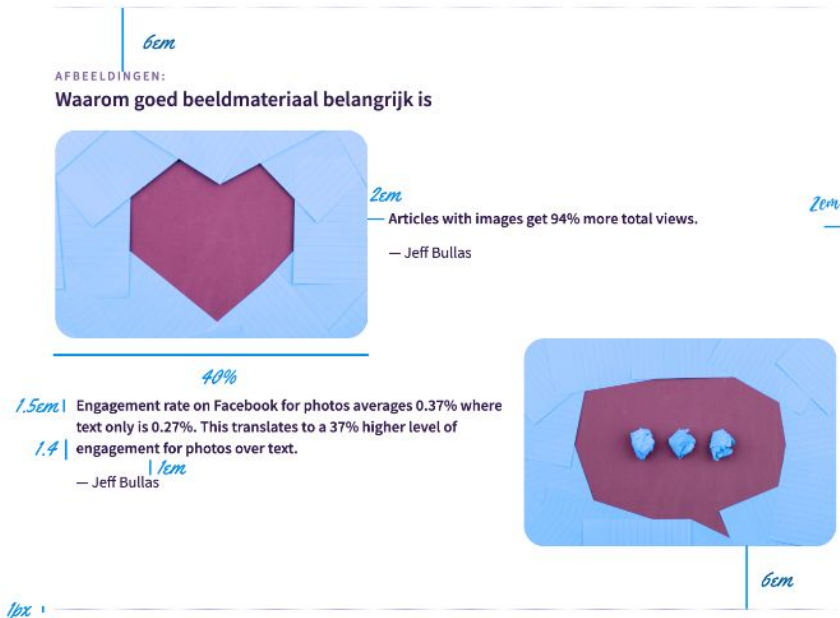 6em
AFBEELDINGEN:
Waarom goed beeldmateriaal belangrijk is
2em
2em
Articles with images get 94% more total views.
— Jeff Bullas
40%
1.5em
Engagement rate on Facebook for photos averages 0.37% where
text only is 0.27%. This translates to a 37% higher level of
1.4
engagement for photos over text.
1em
— Jeff Bullas
6em
1px